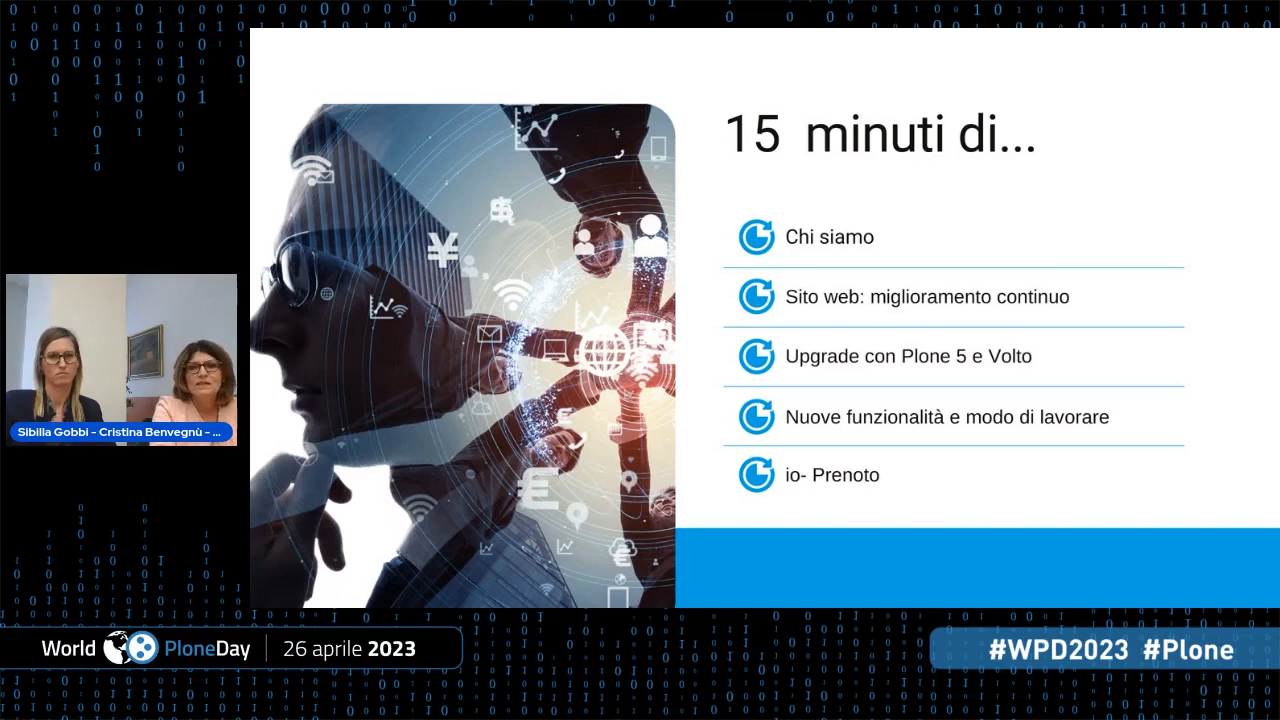 15 minuti di...
Chi siamo
Sito web: miglioramento continuo
Upgrade con Plone 5 e Volto
Nuove funzionalità e modo di lavorare
io- Prenoto
Sibilla Gobbi - Cristina Benvegnù - ...
World PloneDay | 26 aprile 2023
#WPD2023 #Plone